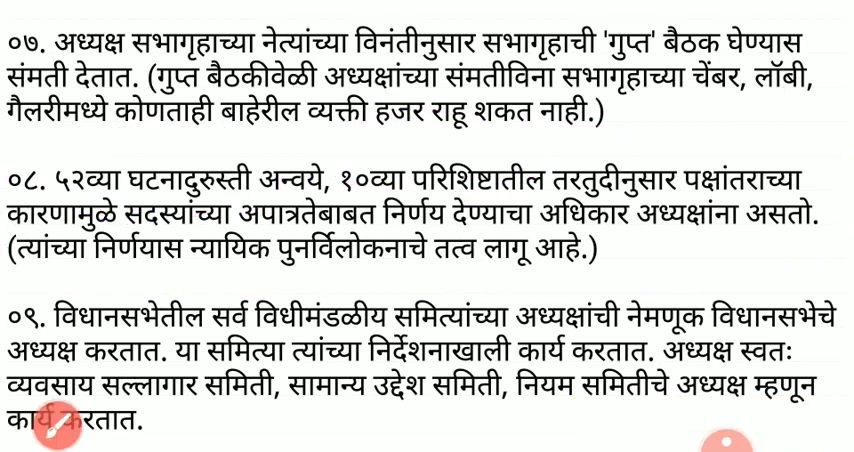 ०७. अध्यक्ष सभागृहाच्या नेत्यांच्या विनंतीनुसार सभागृहाची 'गुप्त' बैठक घेण्यास
संमती देतात. (गुप्त बैठकीवेळी अध्यक्षांच्या संमतीविना सभागृहाच्या चेंबर, लॉबी,
गैलरीमध्ये कोणताही बाहेरील व्यक्ती हजर राहू शकत नाही.)
०८. ५२व्या घटनादुरुस्ती अन्वये, १०व्या परिशिष्टातील तरतुदीनुसार पक्षांतराच्या
कारणामुळे सदस्यांच्या अपात्रतेबाबत निर्णय देण्याचा अधिकार अध्यक्षांना असतो.
(त्यांच्या निर्णयास न्यायिक पुनर्विलोकनाचे तत्व लागू आहे.)
०९. विधानसभेतील सर्व विधीमंडळीय समित्यांच्या अध्यक्षांची नेमणूक विधानसभेचे
अध्यक्ष करतात. या समित्या त्यांच्या निर्देशनाखाली कार्य करतात. अध्यक्ष स्वतः
व्यवसाय सल्लागार समिती, सामान्य उद्देश समिती, नियम समितीचे अध्यक्ष म्हणून
कार्य करतात.